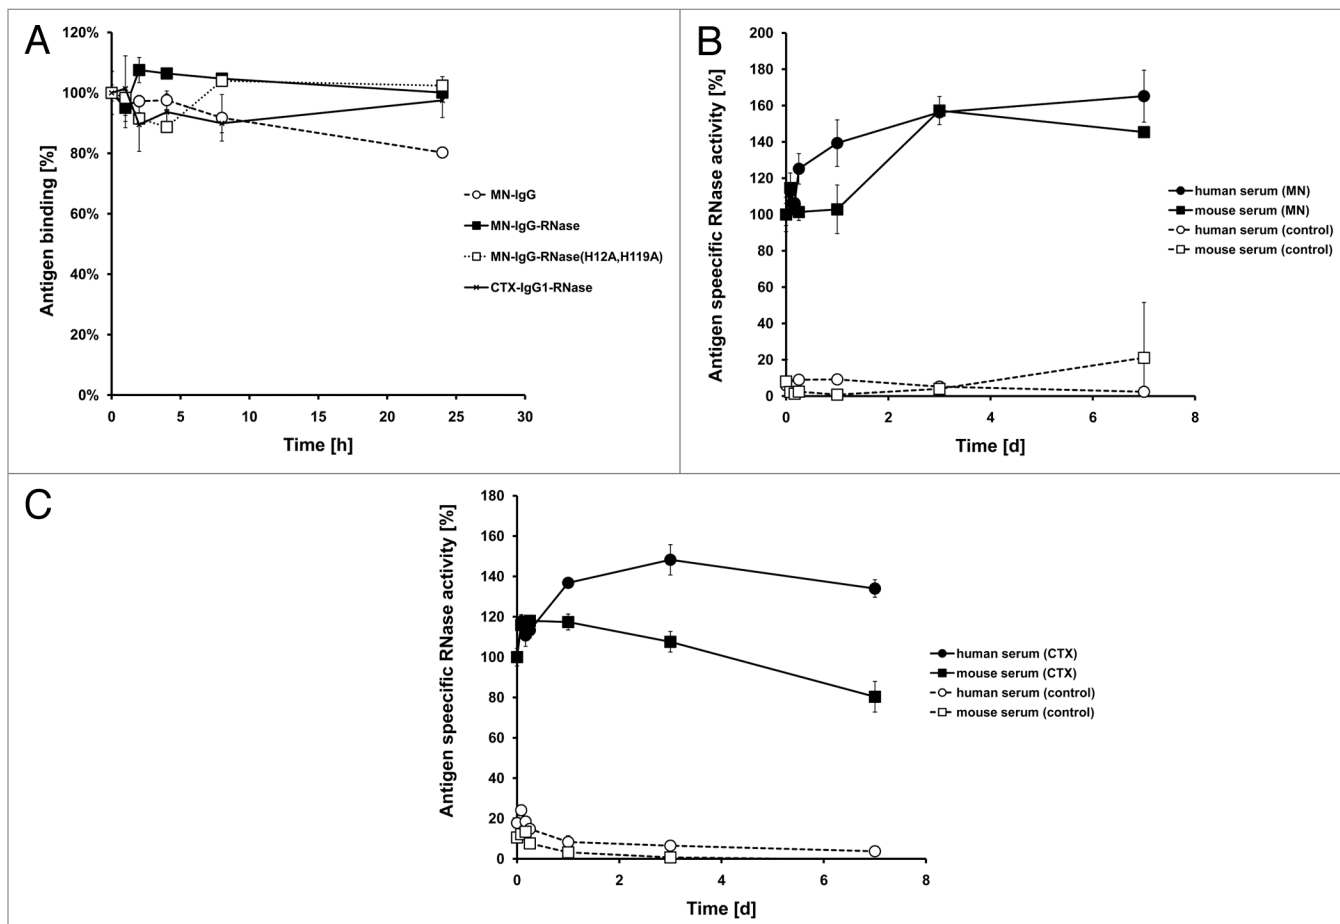 A
120%
100%
80%
60%
40%
20%
0%
Antigen binding [%]
0
5
10
15
20
25
30
Time [h]
MN-IgG
MN-IgG-RNase
MN-IgG-RNase(H12A,H119A)
CTX-IgG1-RNase
B
200
180
160
140
120
100
80
60
40
20
0
Antigen speecific RNase activity [%]
0
2
4
6
8
Time [d]
human serum (MN)
mouse serum (MN)
human serum (control)
mouse serum (control)
C
180
160
140
120
100
80
60
40
20
0
Antigen speecific RNase activity [%]
0
2
4
6
8
Time [d]
human serum (CTX)
mouse serum (CTX)
human serum (control)
mouse serum (control)